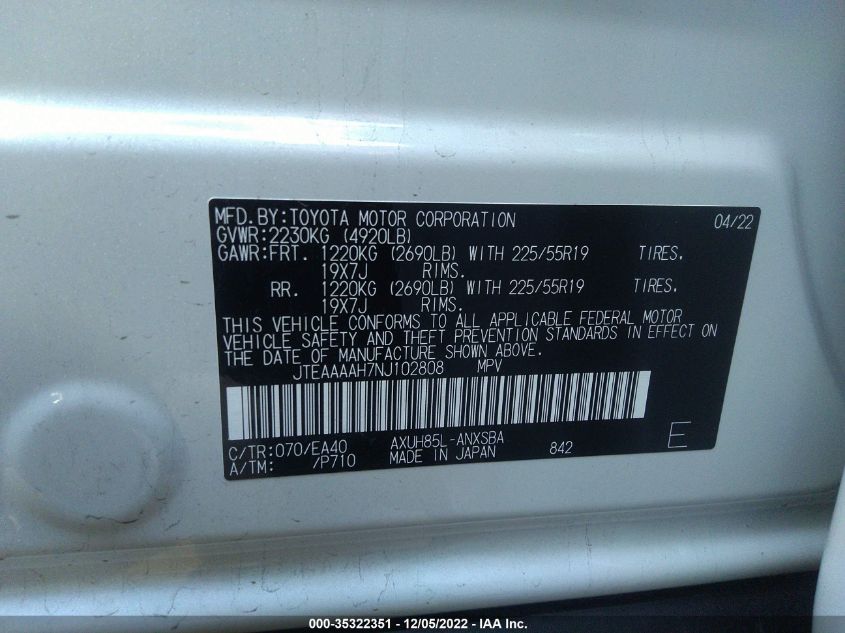 MFD.BY:TOYOTA MOTOR CORPORATION 04/22
GVWR:2230KG (4920LB)
GAWR:FRT. 1220KG (2690LB) WITH 225/55R19 TIRES.
19X7J RIMS.
RR. 1220KG (2690LB) WITH 225/55R19 TIRES.
19X7J RIMS.
THIS VEHICLE CONFORMS TO ALL APPLICABLE FEDERAL MOTOR
VEHICLE SAFETY AND THEFT PREVENTION STANDARDS IN EFFECT ON
THE DATE OF MANUFACTURE SHOWN ABOVE.
JTEAAAAH7NJ102808 MPV
C/TR:070/EA40 AXUH85L-ANXSBA
A/TM: /P710 MADE IN JAPAN 842 E
000-35322351 - 12/05/2022 - IAA Inc.